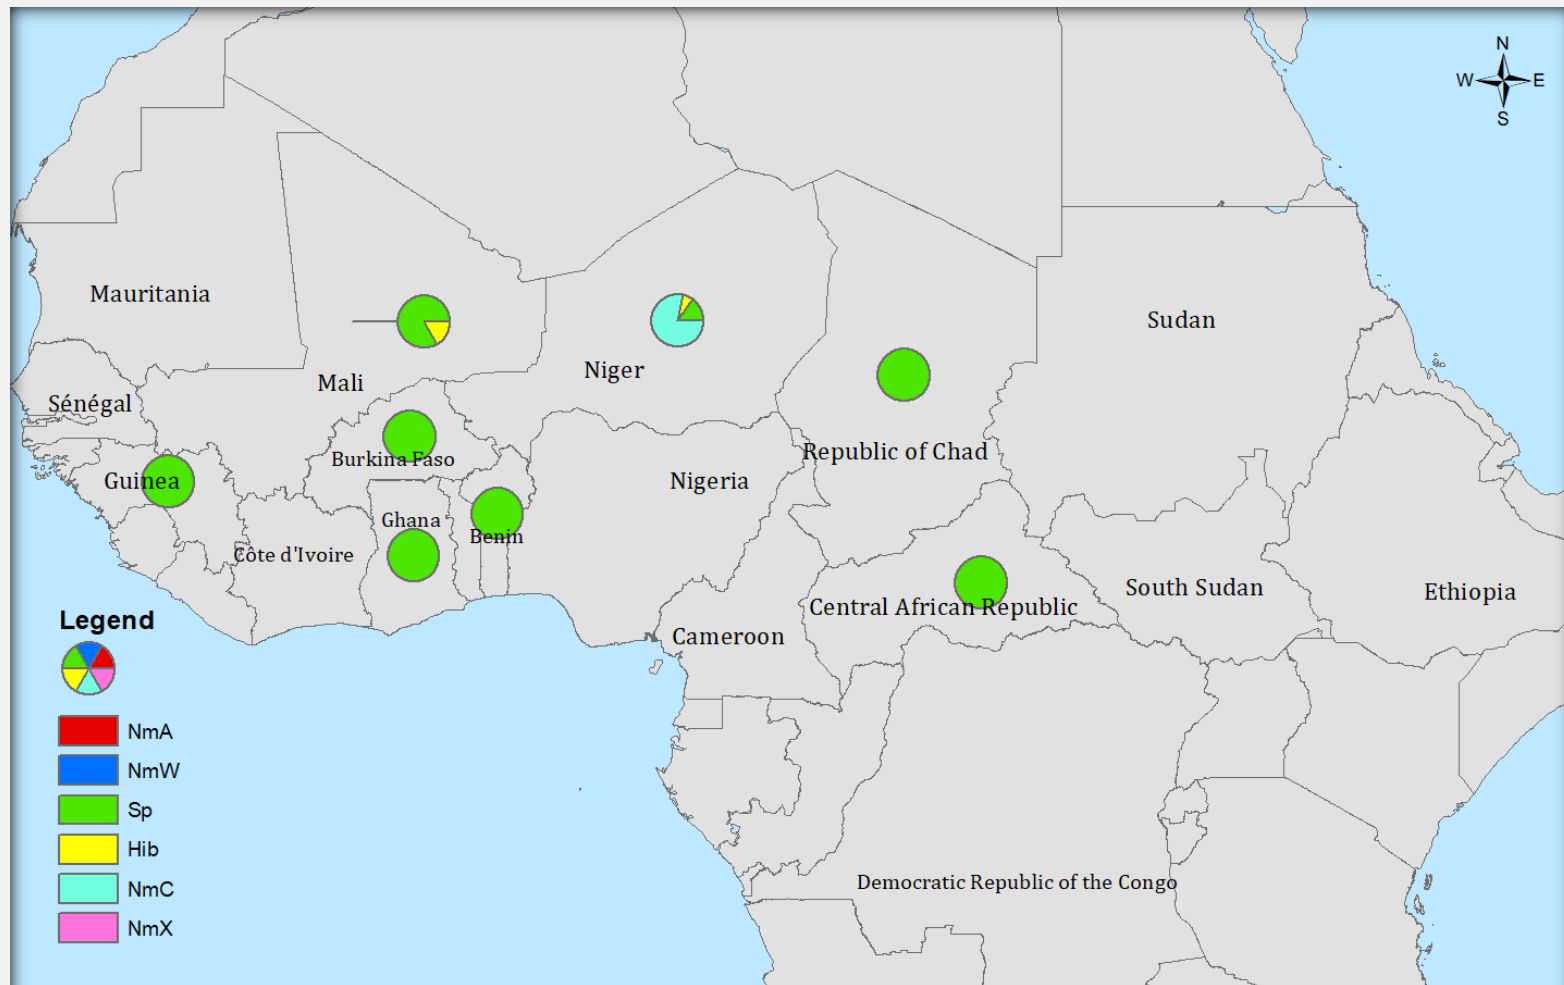 N
W E
S
Mauritania
Mali
Niger
Sudan
Sénégal
Burkina Faso
Republic of Chad
Guinea
Nigeria
Ghana
Benin
Côte d'Ivoire
Central African Republic
South Sudan
Ethiopia
Cameroon
Democratic Republic of the Congo
Legend
NmA
NmW
Sp
Hib
NmC
NmX